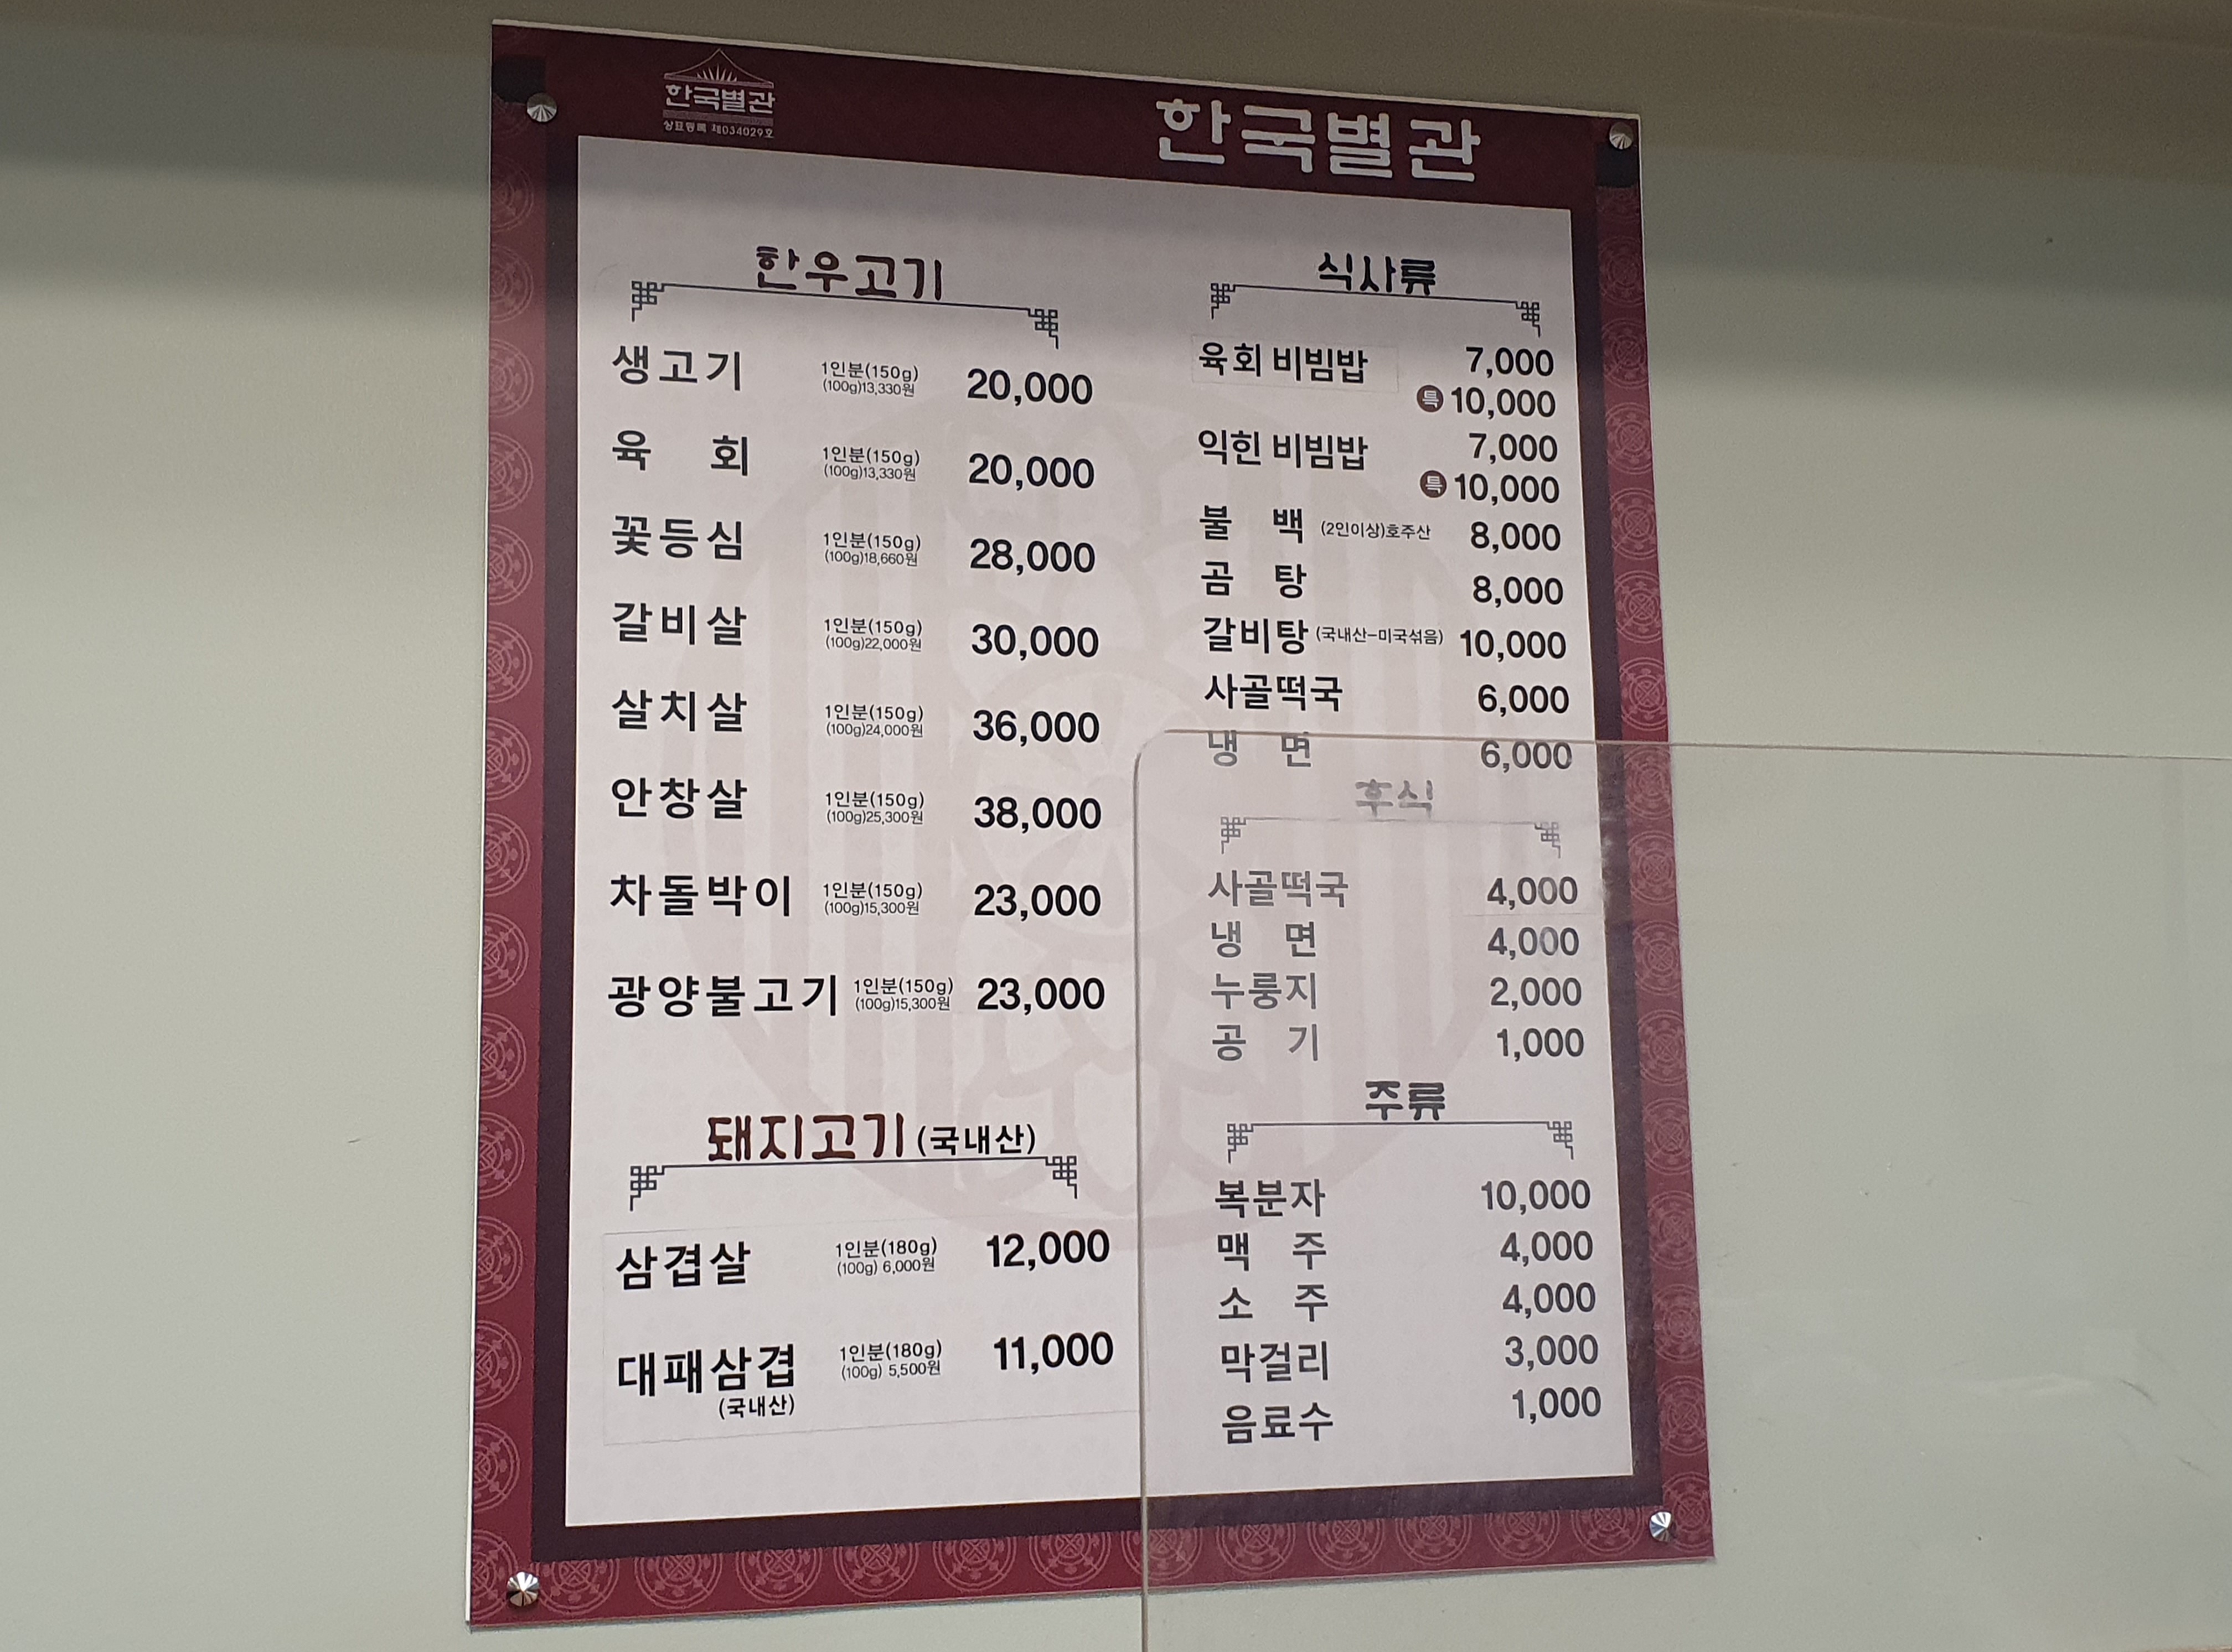 한국별관
상표등록 제034029호
한국별관
한우고기
생고기 1인분(150g) 20,000
(100g)13,330원
육 회 1인분(150g) 20,000
(100g)13,330원
꽃등심 1인분(150g) 28,000
(100g)18,660원
갈비살 1인분(150g) 30,000
(100g)22,000원
살치살 1인분(150g) 36,000
(100g)24,000원
안창살 1인분(150g) 38,000
(100g)25,300원
차돌박이 1인분(150g) 23,000
(100g)15,300원
광양불고기 1인분(150g) 23,000
(100g)15,300원
돼지고기(국내산)
삼겹살 1인분(180g) 12,000
(100g) 6,000원
대패삼겹 1인분(180g) 11,000
(100g) 5,500원
(국내산)
식사류
육회 비빔밥 7,000
특 10,000
익힌 비빔밥 7,000
특 10,000
불 백 (2인이상)호주산 8,000
곰 탕 8,000
갈비탕 (국내산-미국섞음) 10,000
사골떡국 6,000
냉 면 6,000
후식
사골떡국 4,000
냉 면 4,000
누룽지 2,000
공 기 1,000
주류
복분자 10,000
맥 주 4,000
소 주 4,000
막걸리 3,000
음료수 1,000